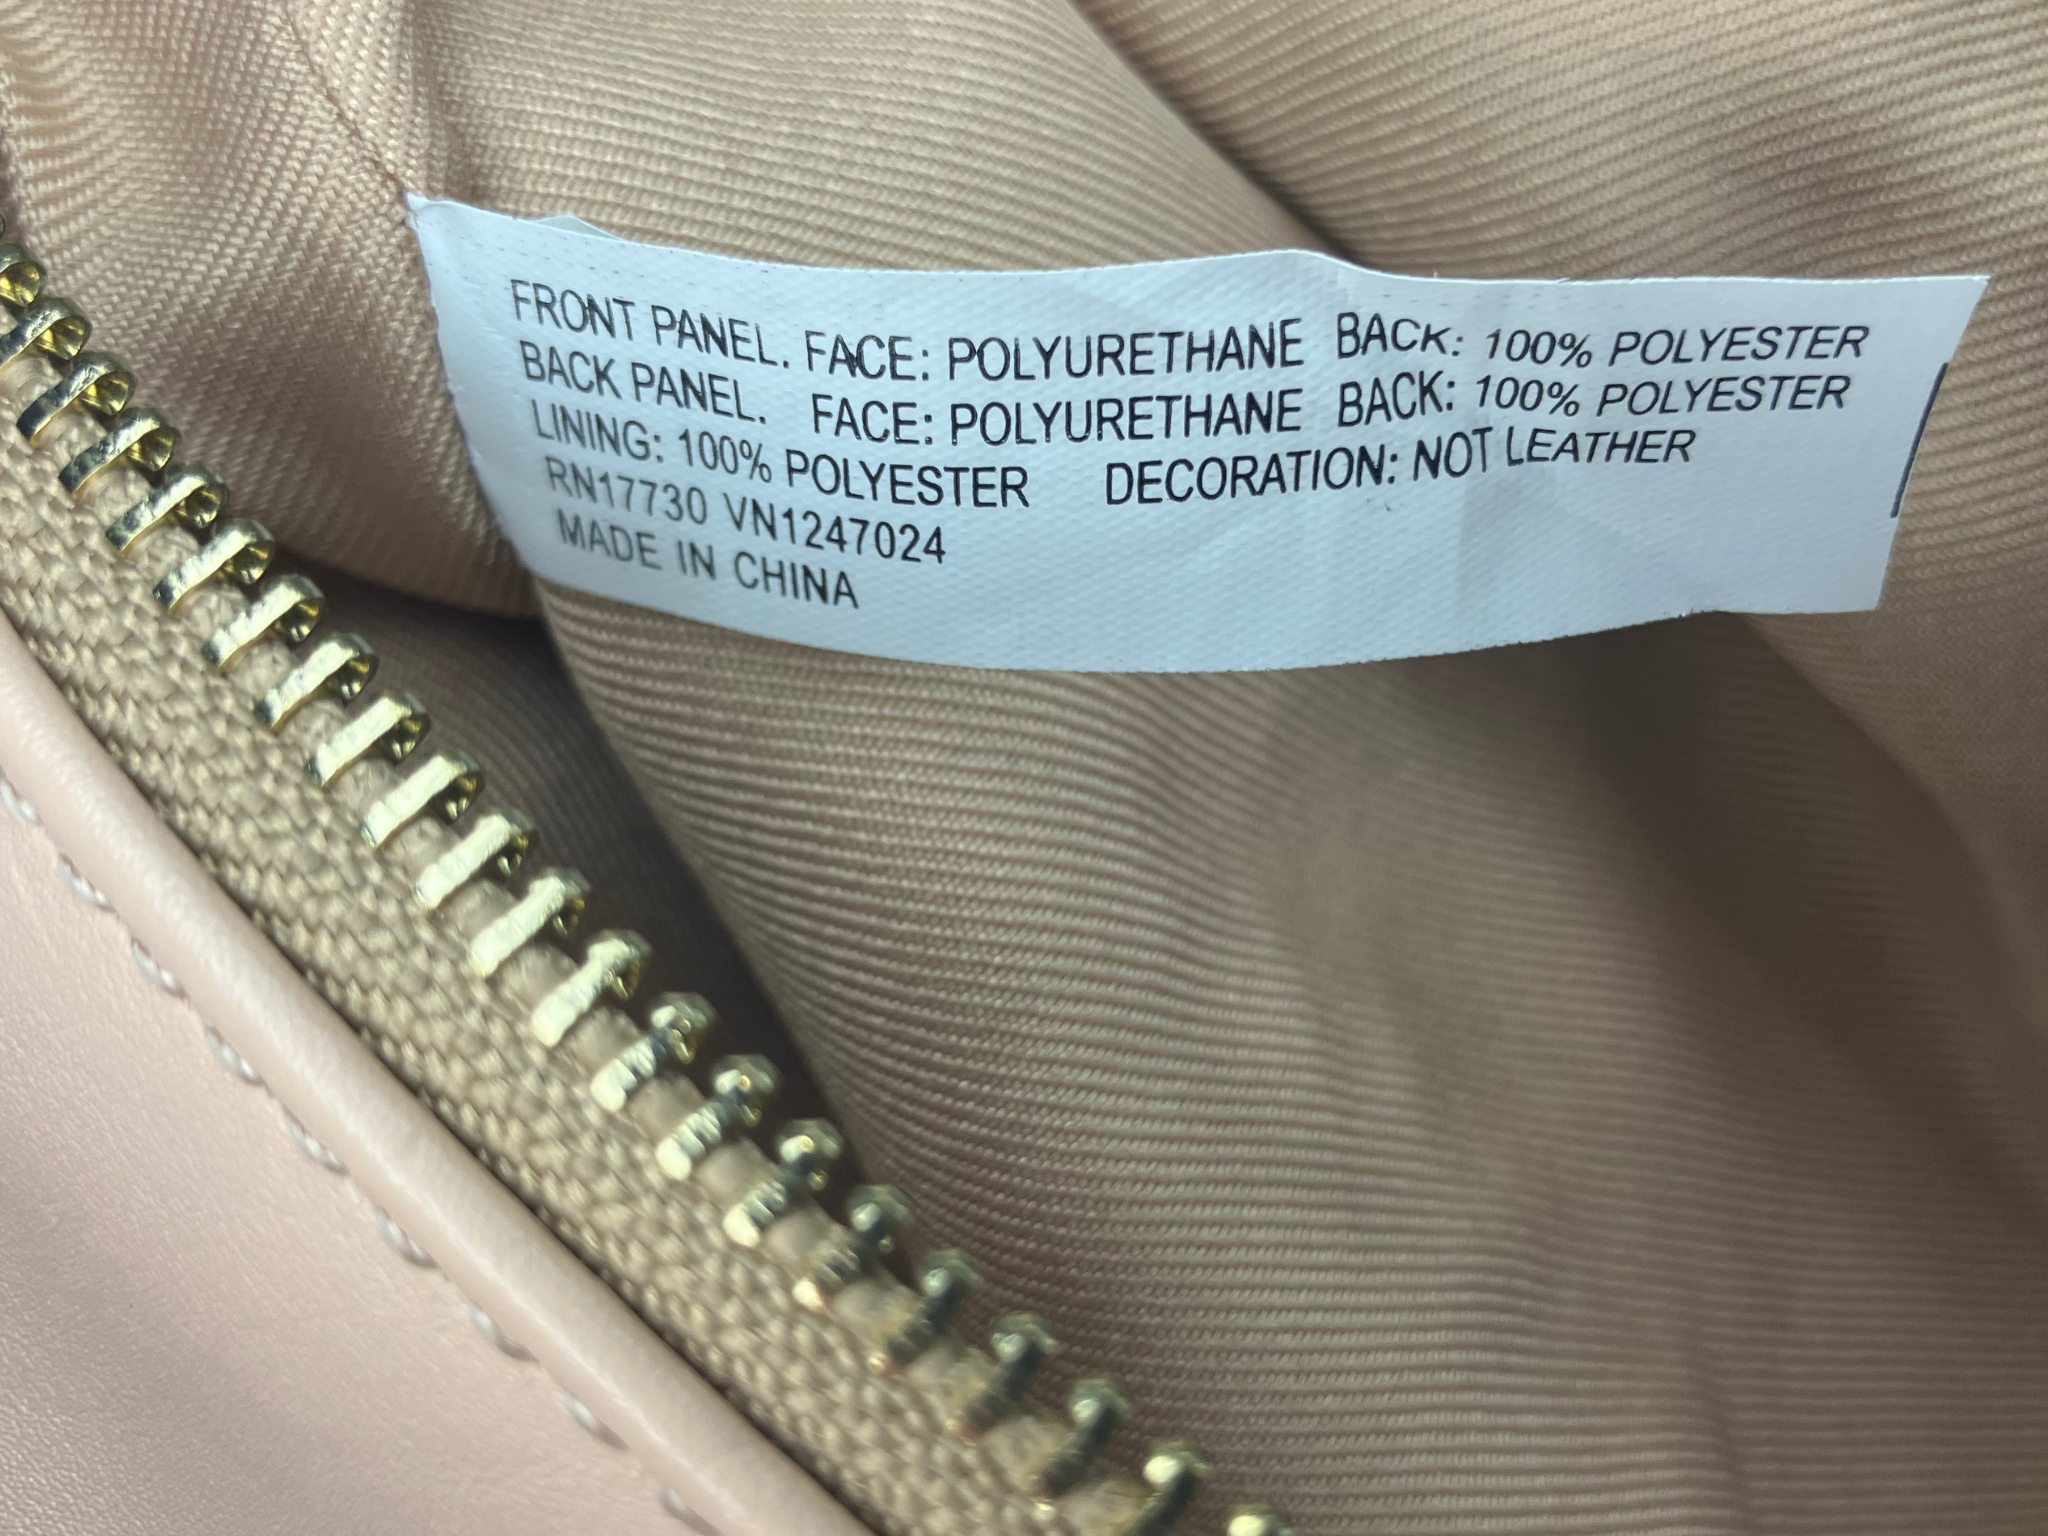 FRONT PANEL. FACE: POLYURETHANE BACK: 100% POLYESTER
BACK PANEL. FACE: POLYURETHANE BACK: 100% POLYESTER
LINING: 100% POLYESTER DECORATION: NOT LEATHER
RN17730 VN1247024
MADE IN CHINA